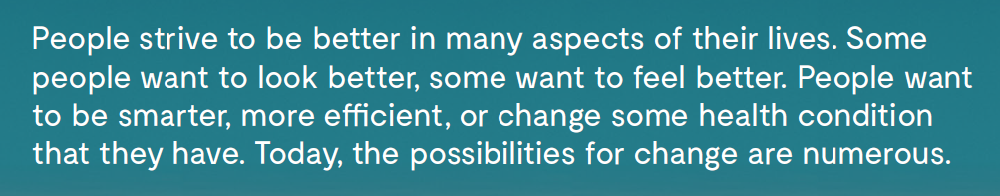 People strive to be better in many aspects of their lives. Some
people want to look better, some want to feel better. People want
to be smarter, more efficient, or change some health condition
that they have. Today, the possibilities for change are numerous.